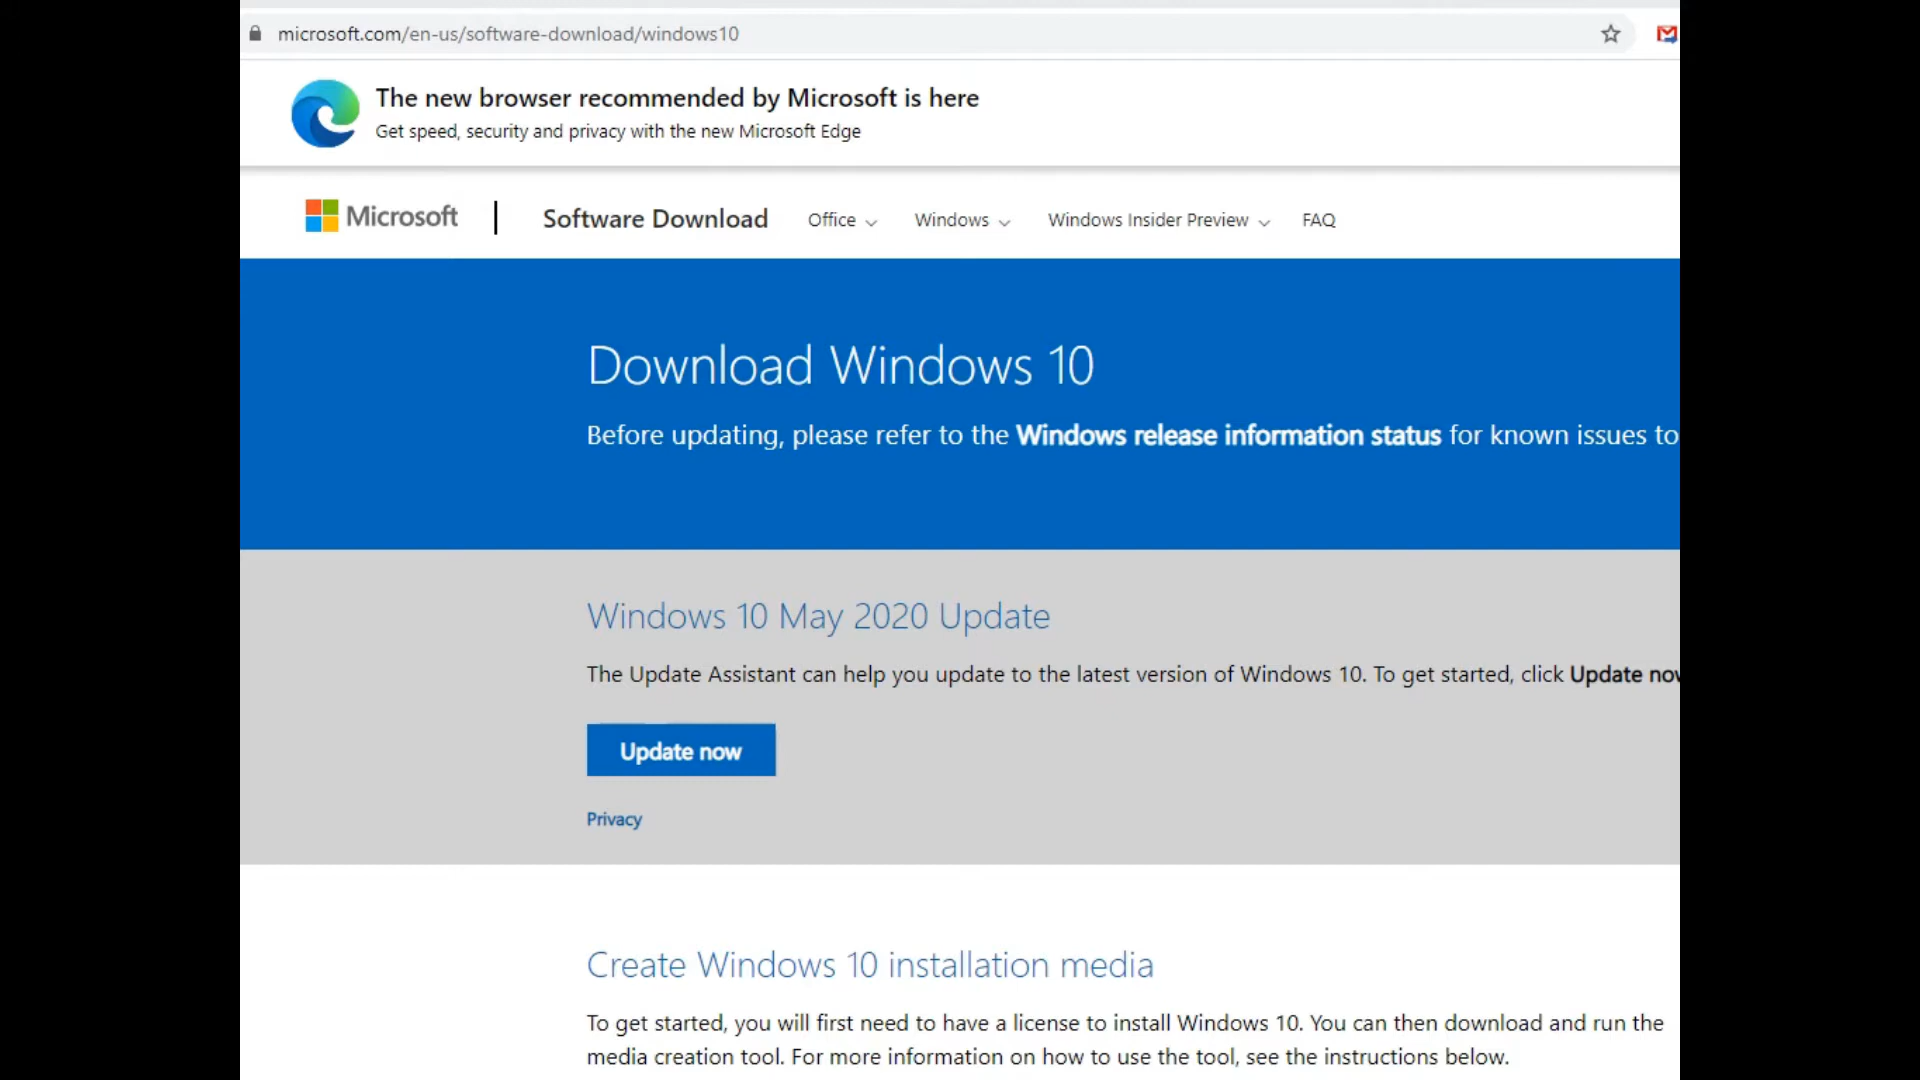 microsoft.com/en-us/software-download/windows10
The new browser recommended by Microsoft is here
Get speed, security and privacy with the new Microsoft Edge
Microsoft Software Download Office Windows Windows Insider Preview FAQ
Download Windows 10
Before updating, please refer to the Windows release information status for known issues to
Windows 10 May 2020 Update
The Update Assistant can help you update to the latest version of Windows 10. To get started, click Update now
Update now
Privacy
Create Windows 10 installation media
To get started, you will first need to have a license to install Windows 10. You can then download and run the
media creation tool. For more information on how to use the tool, see the instructions below.